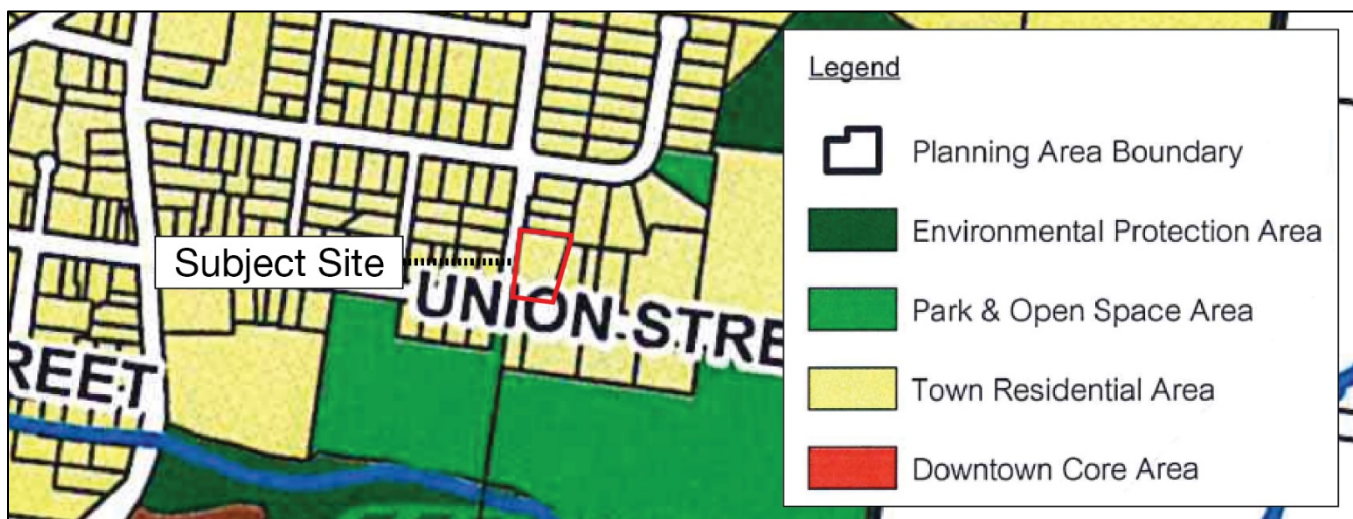 Legend
Planning Area Boundary
Environmental Protection Area
Subject Site
UNION STRE
Park & Open Space Area
REET
Town Residential Area
Downtown Core Area